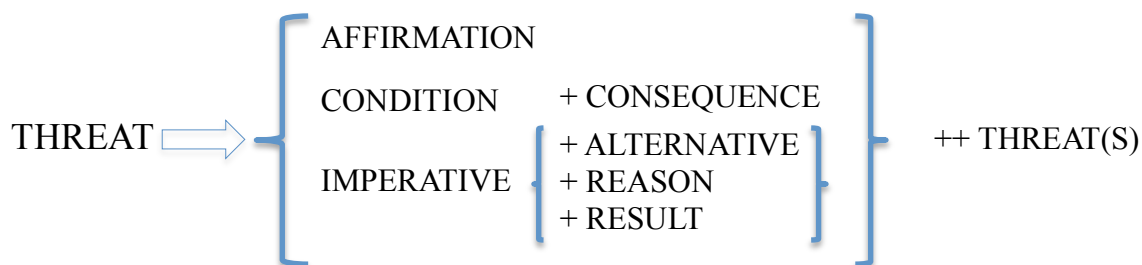 AFFIRMATION
CONDITION + CONSEQUENCE
THREAT
+ ALTERNATIVE
IMPERATIVE + REASON
+ RESULT
++ THREAT(S)